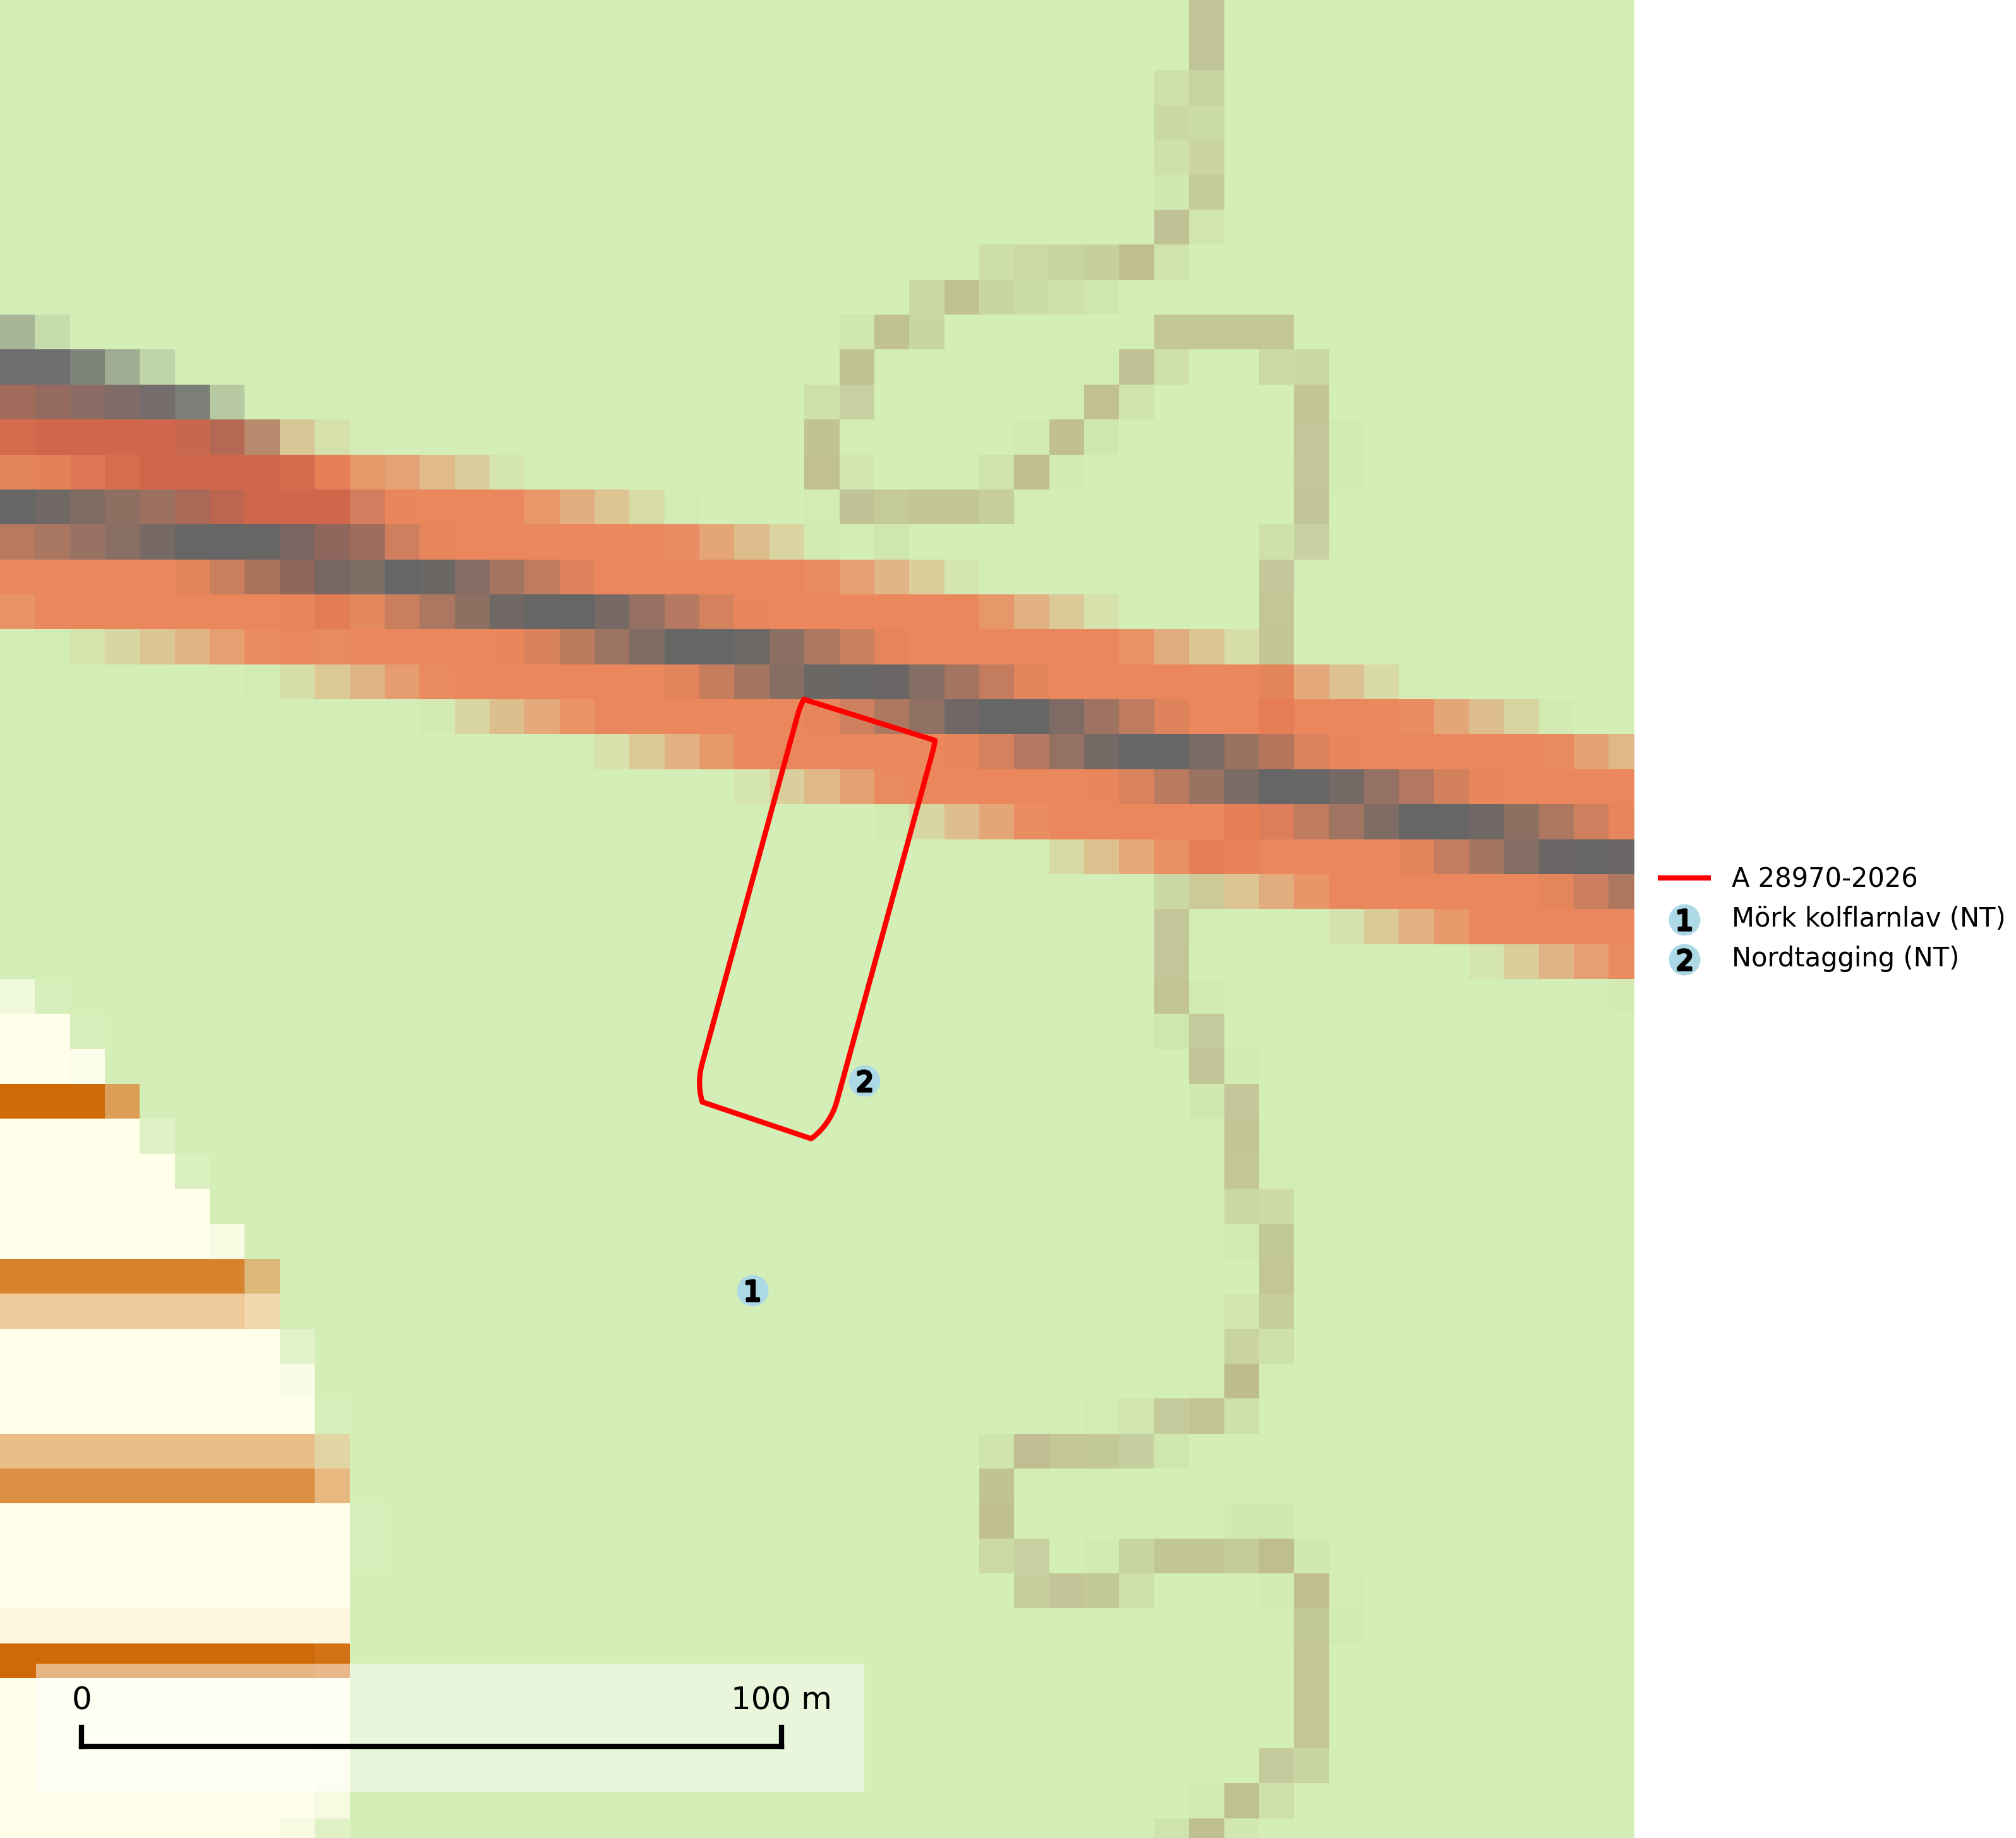 A 28970-2026
1 Mörk kolflarnlav (NT)
2 Nordtagging (NT)
2
1
0 100 m